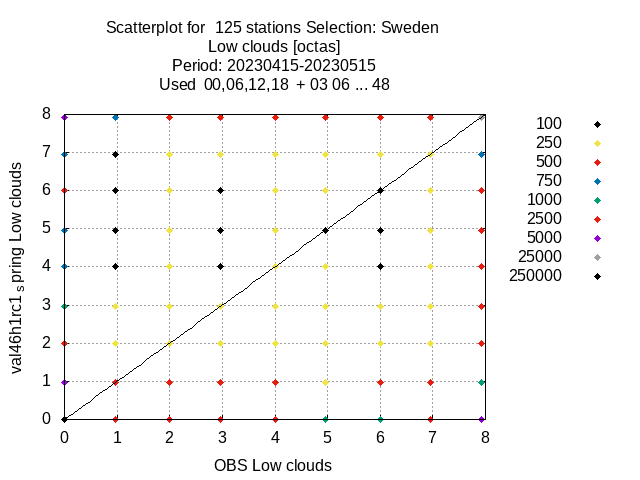 Scatterplot for  125 stations Selection: Sweden
Low clouds [octas]
Period: 20230415-20230515
Used  00,06,12,18  + 03 06 ... 48
val46h1rc1 s pring Low clouds
8
7
6
5
4
3
2
1
0
0 1 2 3 4 5 6 7 8
OBS Low clouds
100
250
500
750
1000
2500
5000
25000
250000